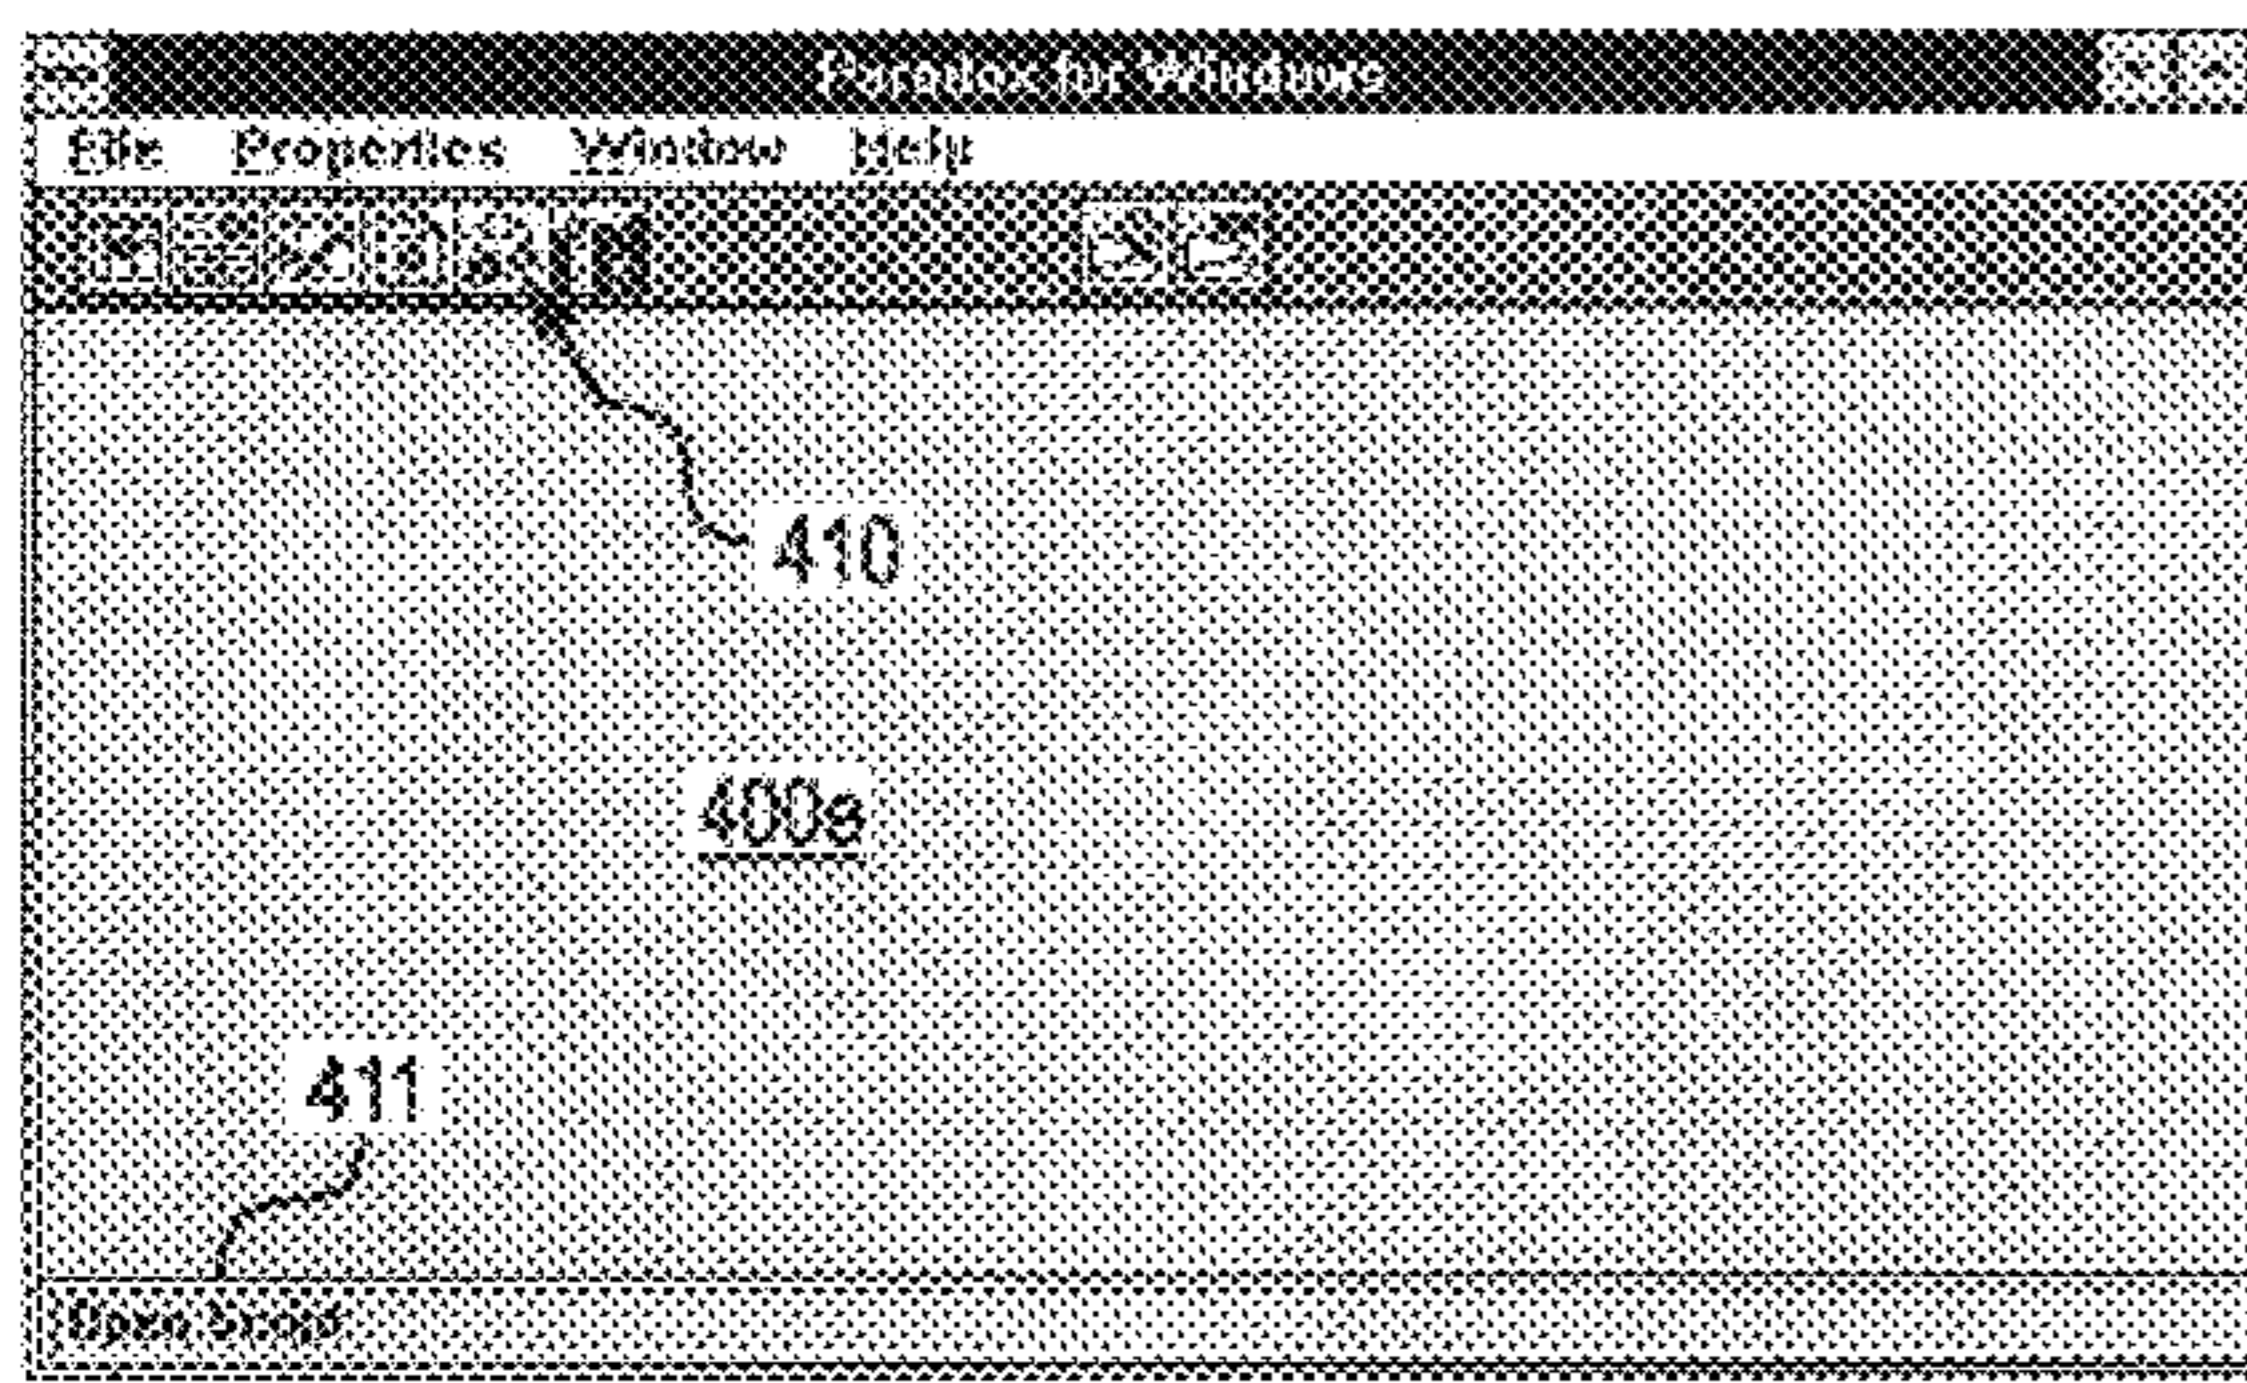 Paradox for Windows
File Properties Window Help
410
400a
411
Open Script